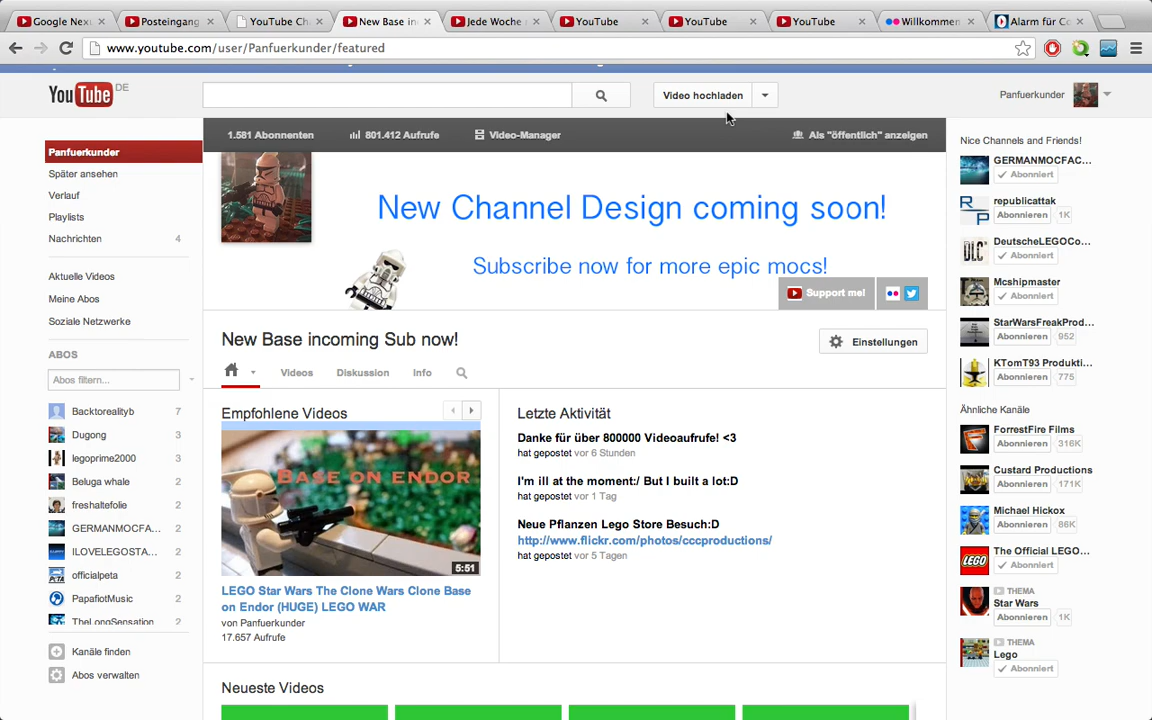 Google Nexu
Posteingang
YouTube Ch
New Base in
Jede Woche
YouTube
YouTube
YouTube
Willkommen
Alarm für C
www.youtube.com/user/Panfuerkunder/featured
YouTube DE
Video hochladen
Panfuerkunder
1.581 Abonnenten
801.412 Aufrufe
Video-Manager
Als "öffentlich" anzeigen
Panfuerkunder
Später ansehen
Verlauf
Playlists
Nachrichten 4
Aktuelle Videos
Meine Abos
Soziale Netzwerke
ABOS
Abos filtern...
Backtorealityb 7
Dugong 3
legoprime2000 3
Beluga whale 2
freshaltefolie 2
GERMANMOCFA... 2
ILOVELEGOSTA... 2
officialpeta 2
PapafiotMusic 2
TheLongSensation 2
Kanäle finden
Abos verwalten
New Channel Design coming soon!
Subscribe now for more epic mocs!
Support me!
New Base incoming Sub now!
Einstellungen
Videos
Diskussion
Info
Empfohlene Videos
BASE ON ENDOR
5:51
LEGO Star Wars The Clone Wars Clone Base
on Endor (HUGE) LEGO WAR
von Panfuerkunder
17.657 Aufrufe
Letzte Aktivität
Danke für über 800000 Videoaufrufe! <3
hat gepostet vor 6 Stunden
I'm ill at the moment:/ But I built a lot:D
hat gepostet vor 1 Tag
Neue Pflanzen Lego Store Besuch:D
http://www.flickr.com/photos/cccproductions/
hat gepostet vor 5 Tagen
Neueste Videos
Nice Channels and Friends!
GERMANMOCFAC...
Abonniert
republicattak
Abonnieren 1K
DeutscheLEGOCo...
Abonniert
Mcshipmaster
Abonniert
StarWarsFreakProd...
Abonnieren 952
KTomT93 Produkti...
Abonnieren 775
Ähnliche Kanäle
ForrestFire Films
Abonnieren 316K
Custard Productions
Abonnieren 171K
Michael Hickox
Abonnieren 86K
The Official LEGO...
Abonniert
THEMA
Star Wars
Abonnieren 1K
THEMA
Lego
Abonniert